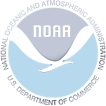 NATIONAL OCEANIC AND ATMOSPHERIC ADMINISTRATION
NOAA
U.S. DEPARTMENT OF COMMERCE